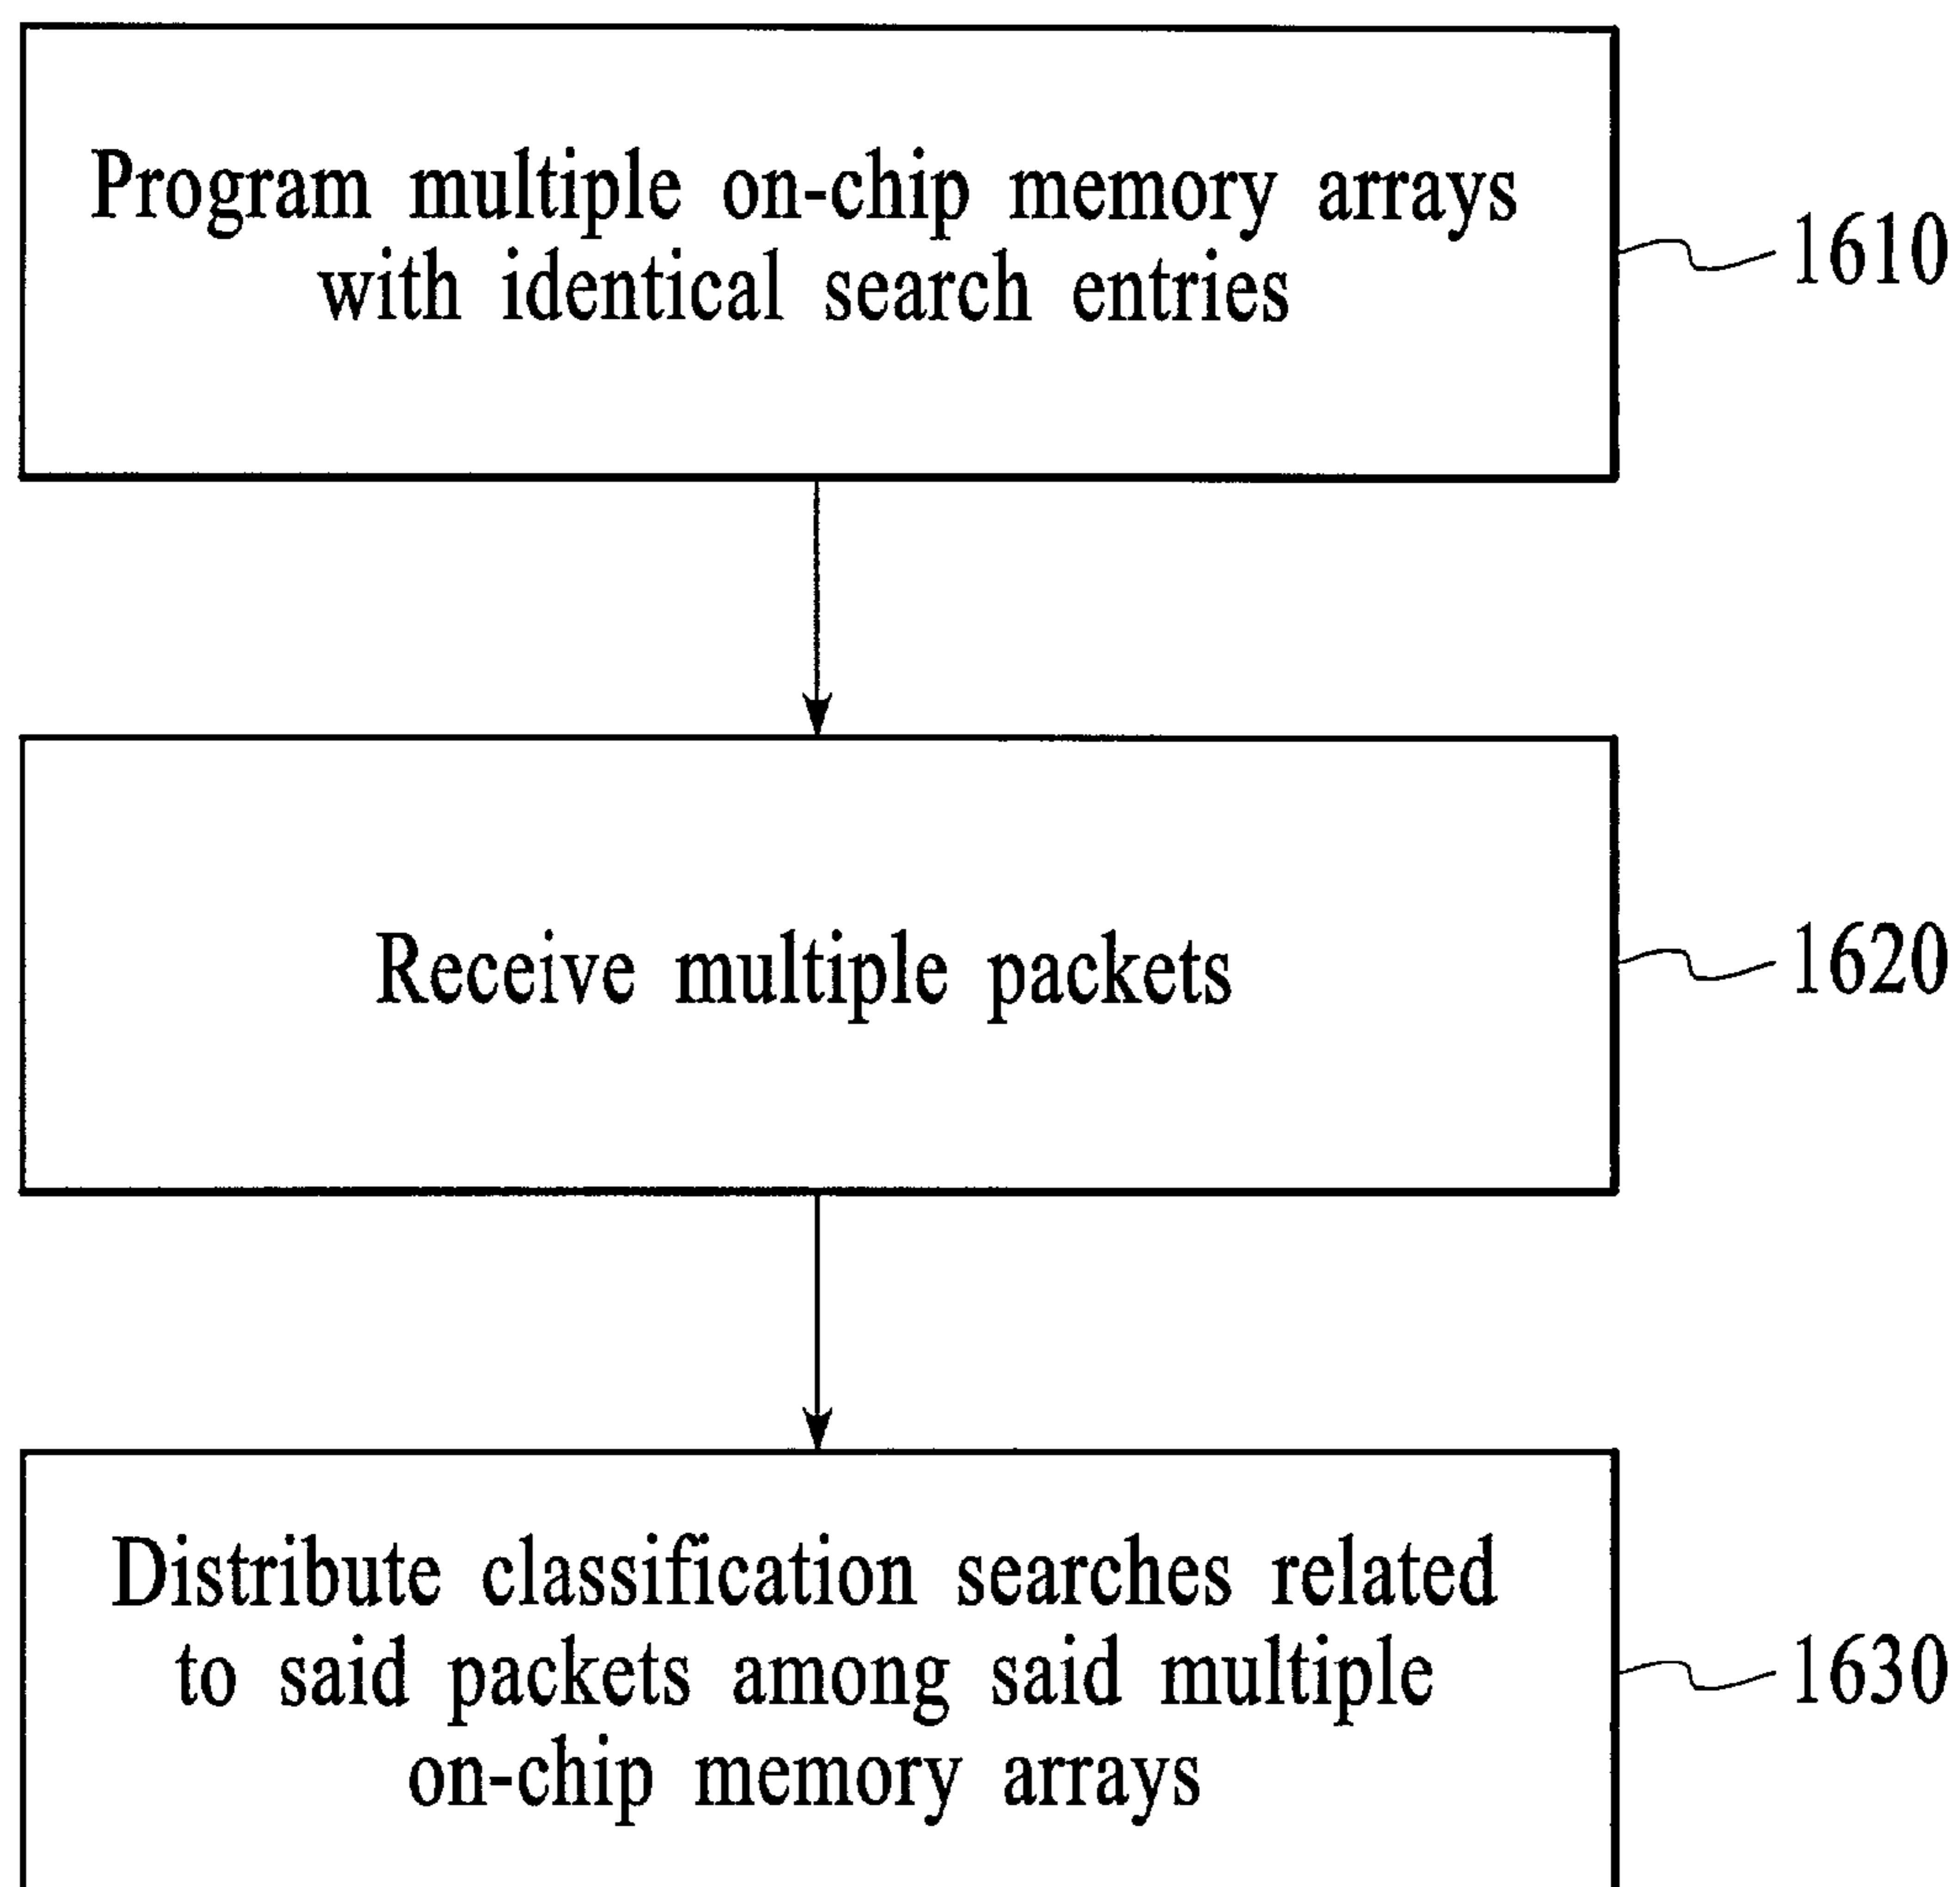 Program multiple on-chip memory arrays
with identical search entries
1610
Receive multiple packets
1620
Distribute classification searches related
to said packets among said multiple
on-chip memory arrays
1630